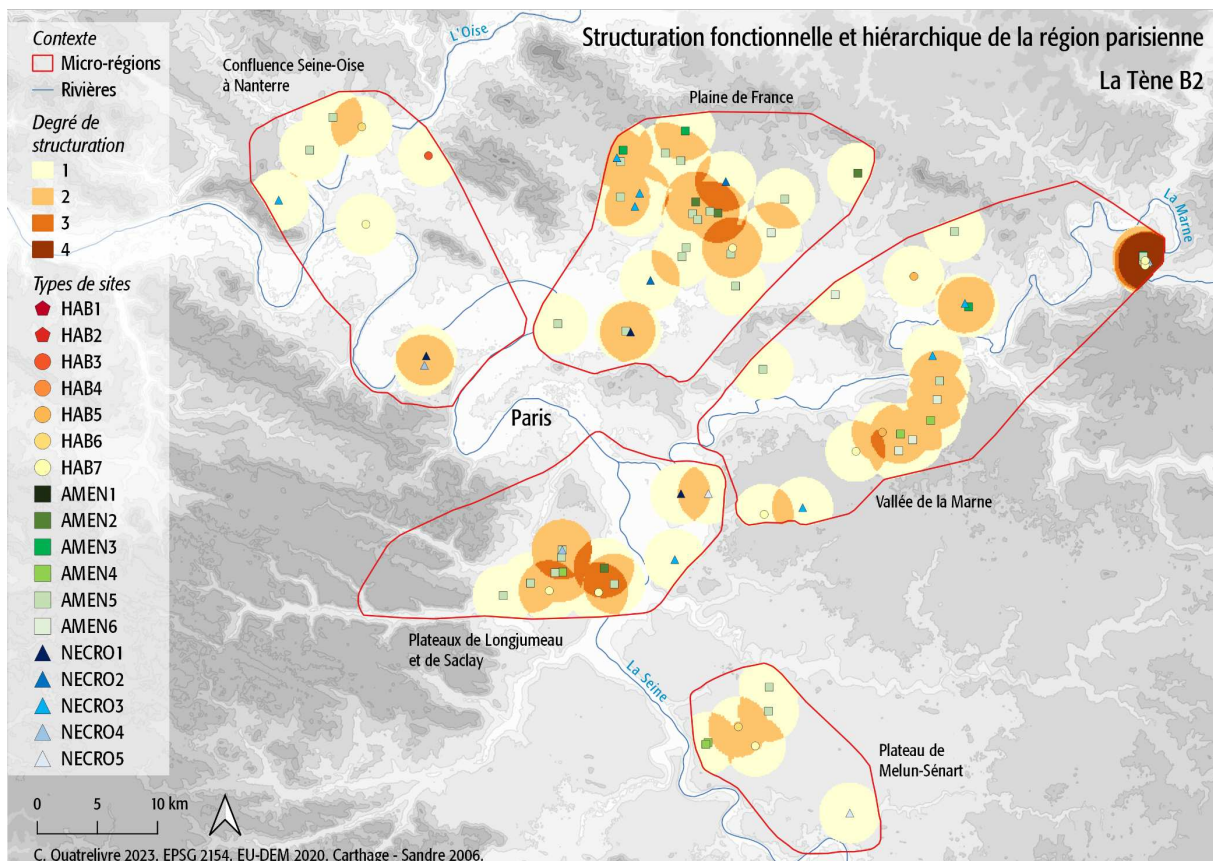 Structuration fonctionnelle et hiérarchique de la région parisienne
La Tène B2
Contexte
Micro-régions
Rivières
Degré de
structuration
1
2
3
4
Types de sites
HAB1
HAB2
HAB3
HAB4
HAB5
HAB6
HAB7
AMEN1
AMEN2
AMEN3
AMEN4
AMEN5
AMEN6
NECRO1
NECRO2
NECRO3
NECRO4
NECRO5
0 5 10 km
C. Quatrelivre 2023. EPSG 2154. EU-DEM 2020. Carthage - Sandre 2006.
L'Oise
Confluence Seine-Oise
à Nanterre
Plaine de France
La Marne
Paris
Vallée de la Marne
Plateaux de Longjumeau
et de Saclay
La Seine
Plateau de
Melun-Sénart